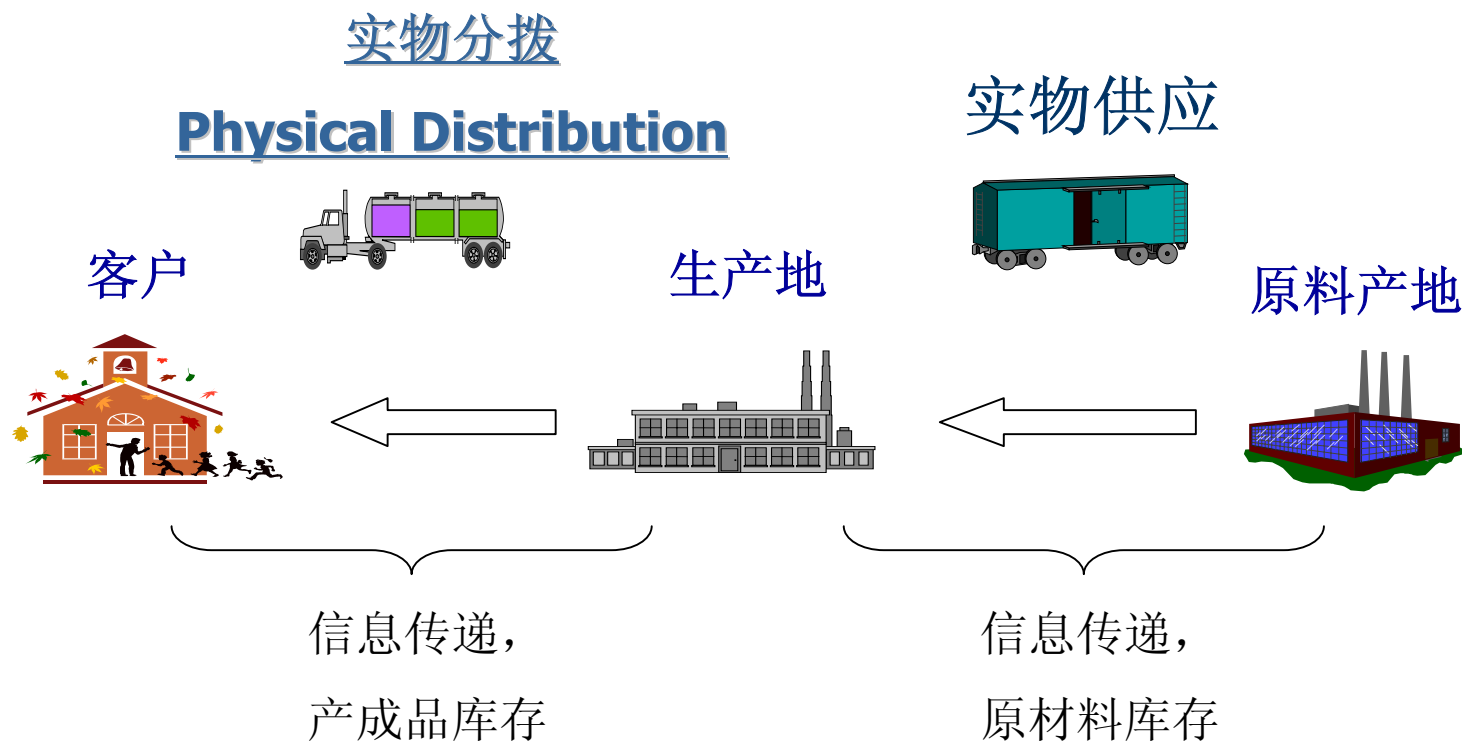 实物分拨
Physical Distribution
实物供应
客户
生产地
原料产地
信息传递，
产成品库存
信息传递，
原材料库存